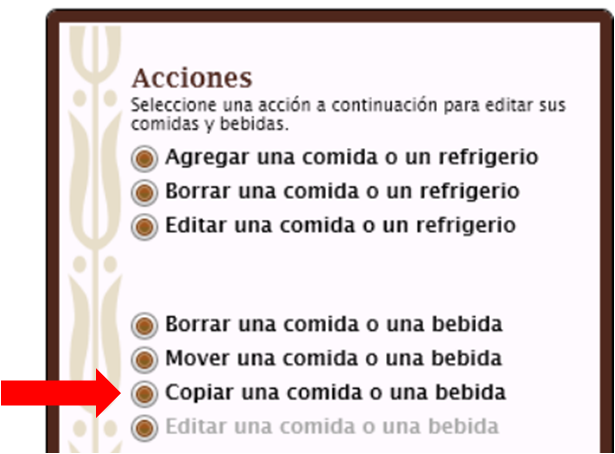 Acciones
Seleccione una acción a continuación para editar sus
comidas y bebidas.
Agregar una comida o un refrigerio
Borrar una comida o un refrigerio
Editar una comida o un refrigerio
Borrar una comida o una bebida
Mover una comida o una bebida
Copiar una comida o una bebida
Editar una comida o una bebida